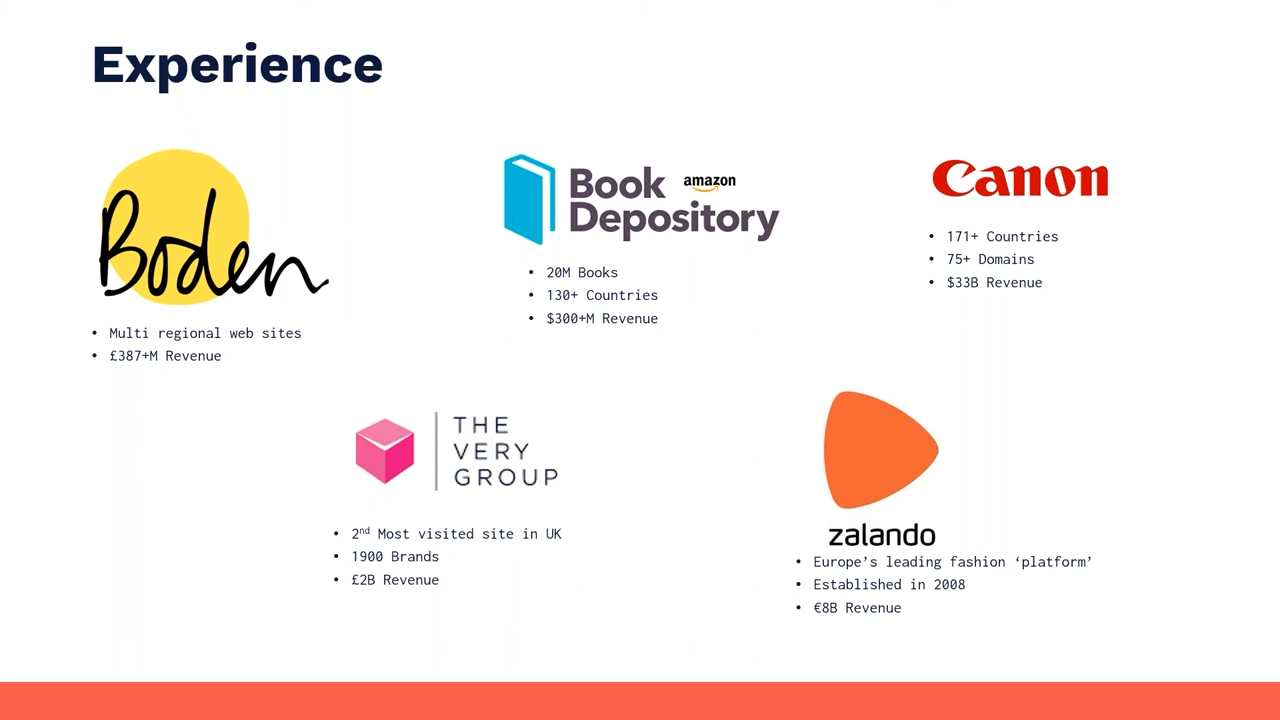 Experience
Boden
• Multi regional web sites
• £387+M Revenue
Book
Depository
amazon
• 20M Books
• 130+ Countries
• $300+M Revenue
Canon
• 171+ Countries
• 75+ Domains
• $33B Revenue
THE
VERY
GROUP
• 2nd Most visited site in UK
• 1900 Brands
• £2B Revenue
zalando
• Europe’s leading fashion ‘platform’
• Established in 2008
• €8B Revenue